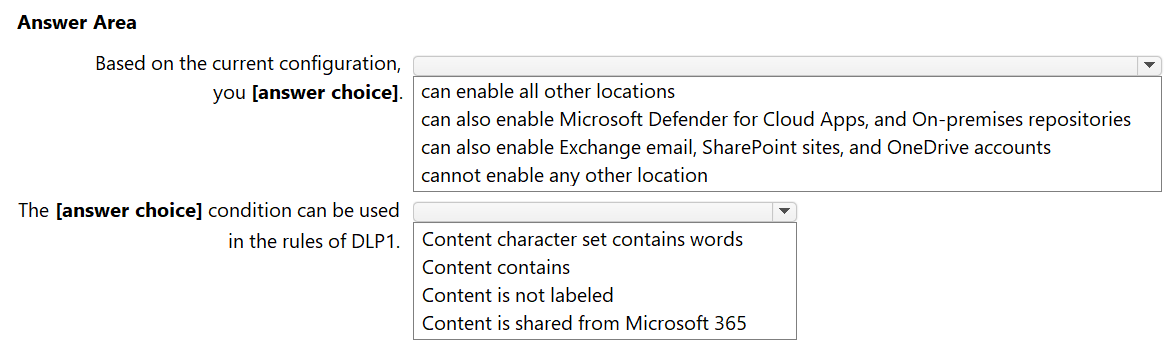 Answer Area
Based on the current configuration,
you [answer choice].
can enable all other locations
can also enable Microsoft Defender for Cloud Apps, and On-premises repositories
can also enable Exchange email, SharePoint sites, and OneDrive accounts
cannot enable any other location
The [answer choice] condition can be used
in the rules of DLP1.
Content character set contains words
Content contains
Content is not labeled
Content is shared from Microsoft 365